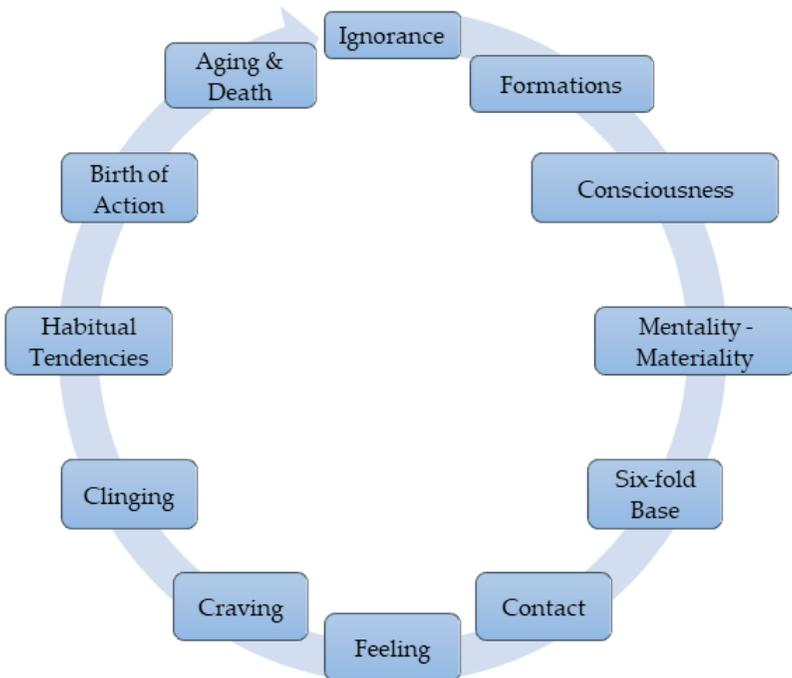 Ignorance
Formations
Consciousness
Mentality -
Materiality
Six-fold
Base
Contact
Feeling
Craving
Clinging
Habitual
Tendencies
Birth of
Action
Aging &
Death